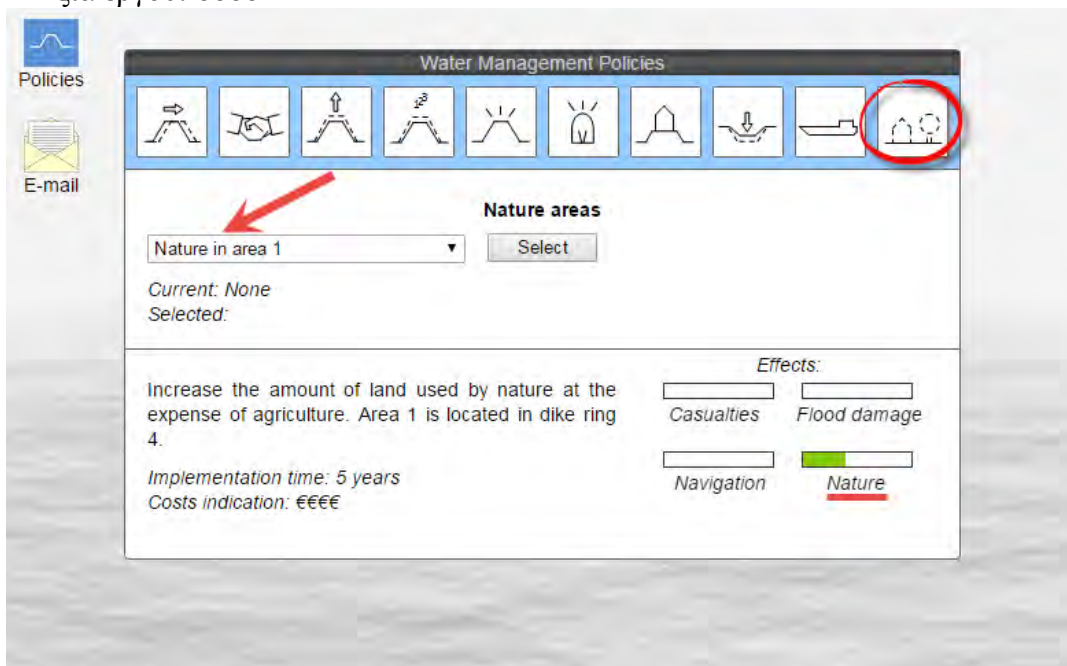 Policies
E-mail
Water Management Policies
Nature areas
Nature in area 1
Select
Current: None
Selected:
Increase the amount of land used by nature at the
expense of agriculture. Area 1 is located in dike ring
4.
Implementation time: 5 years
Costs indication: €€€€
Effects:
Casualties
Flood damage
Navigation
Nature